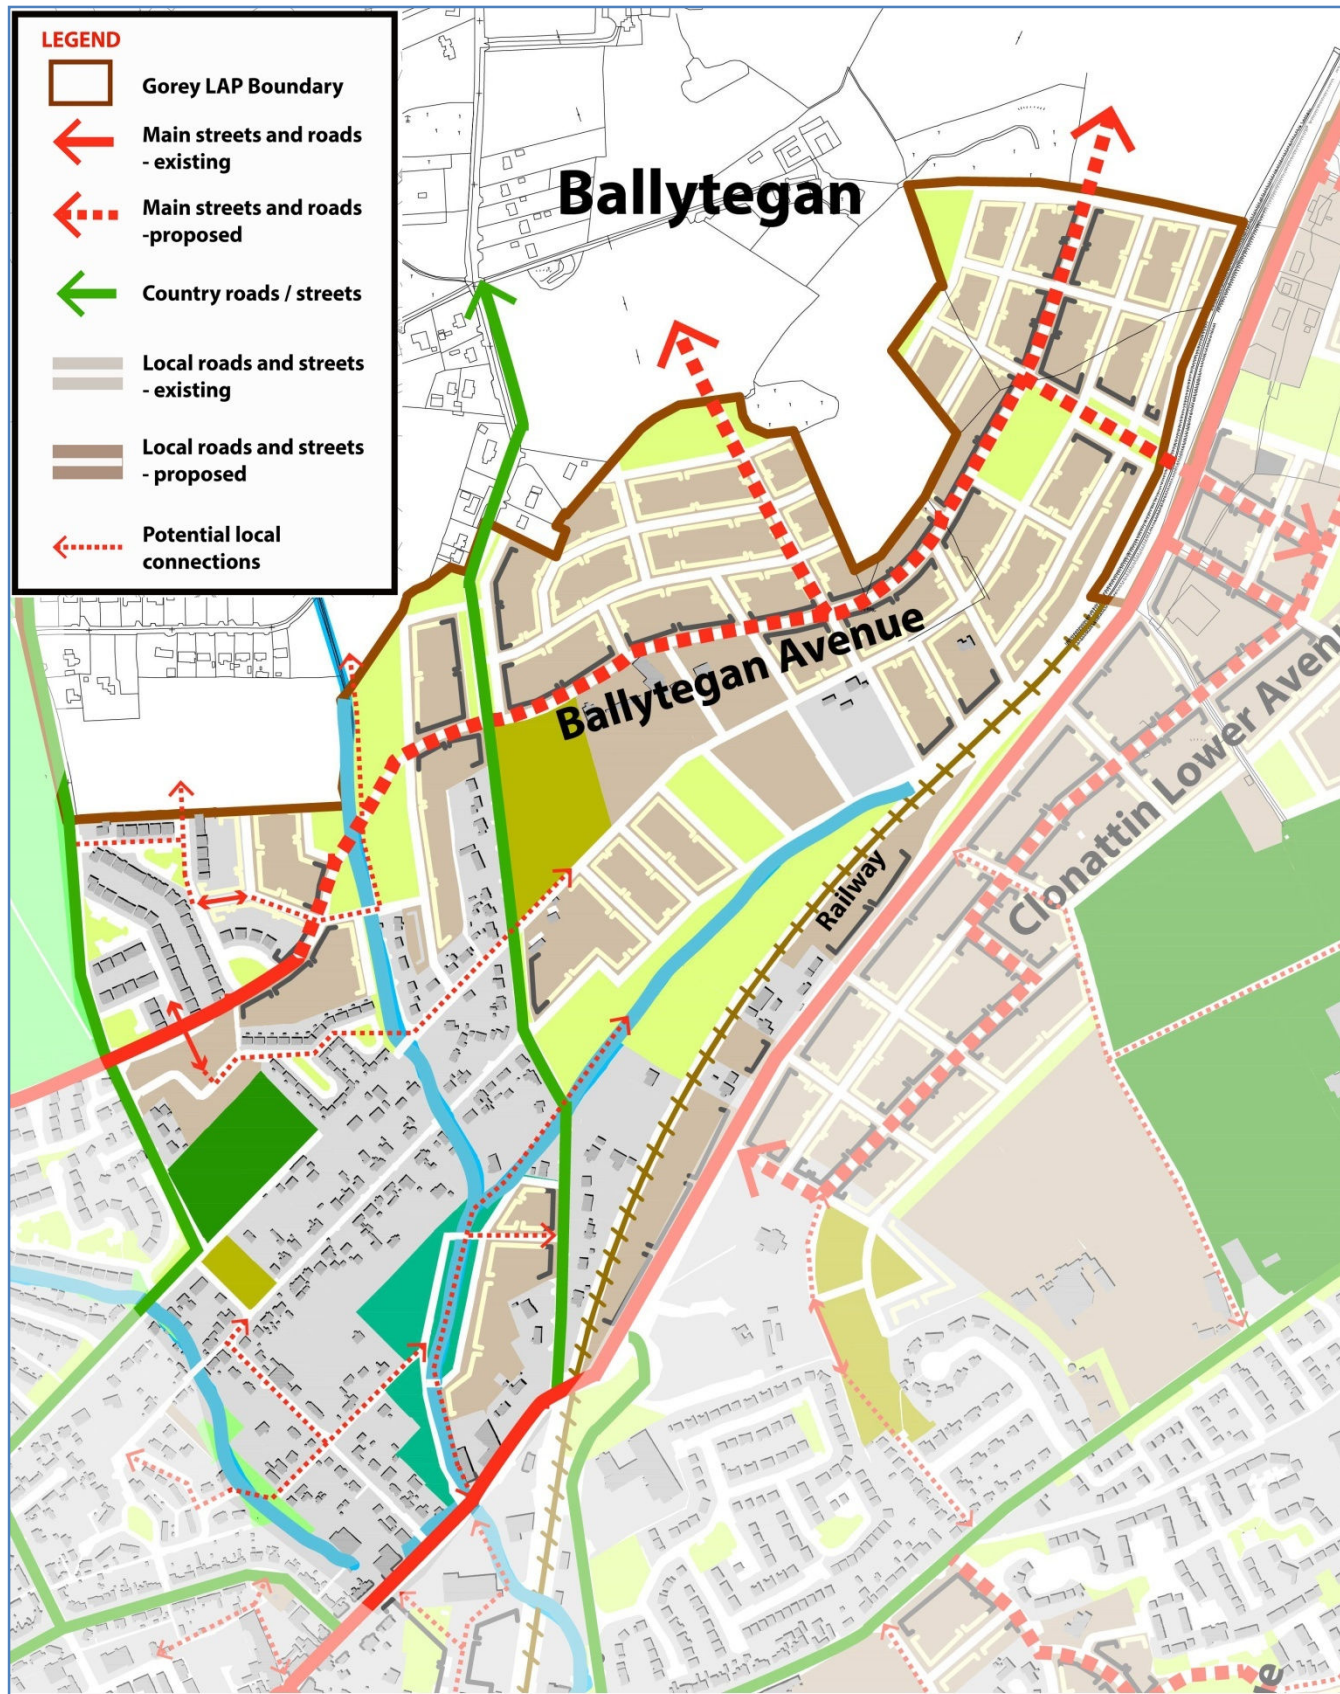 LEGEND
Gorey LAP Boundary
Main streets and roads
- existing
Main streets and roads
-proposed
Country roads / streets
Local roads and streets
- existing
Local roads and streets
- proposed
Potential local
connections
Ballytegan
Ballytegan Avenue
Railway
Clonattin Lower Aven